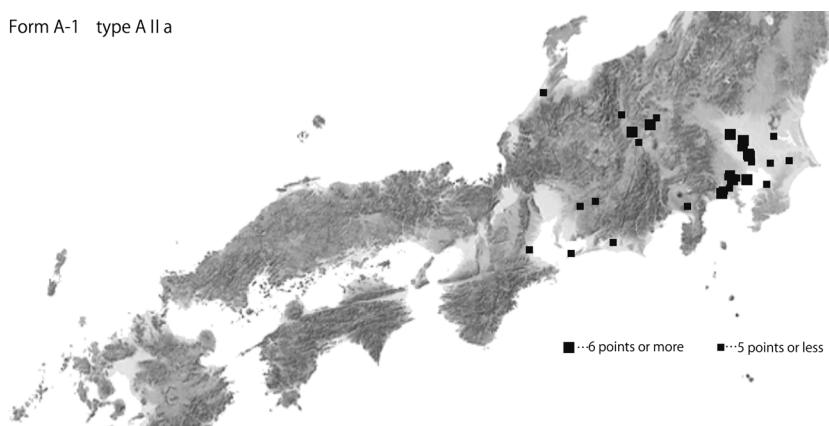 Form A-1 type A II a
■…6 points or more ■…5 points or less